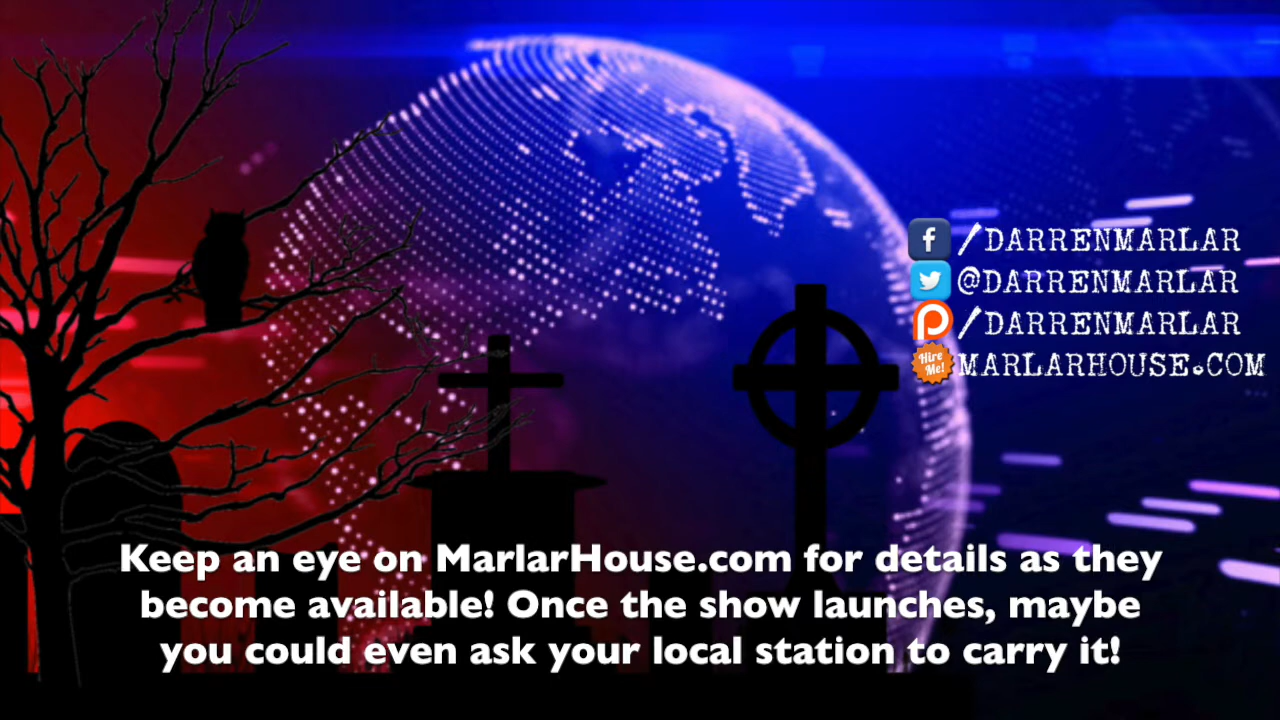 /DARRENMARLAR
@DARRENMARLAR
/DARRENMARLAR
Hire
Me!
MARLARHOUSE.COM
Keep an eye on MarlarHouse.com for details as they
become available! Once the show launches, maybe
you could even ask your local station to carry it!